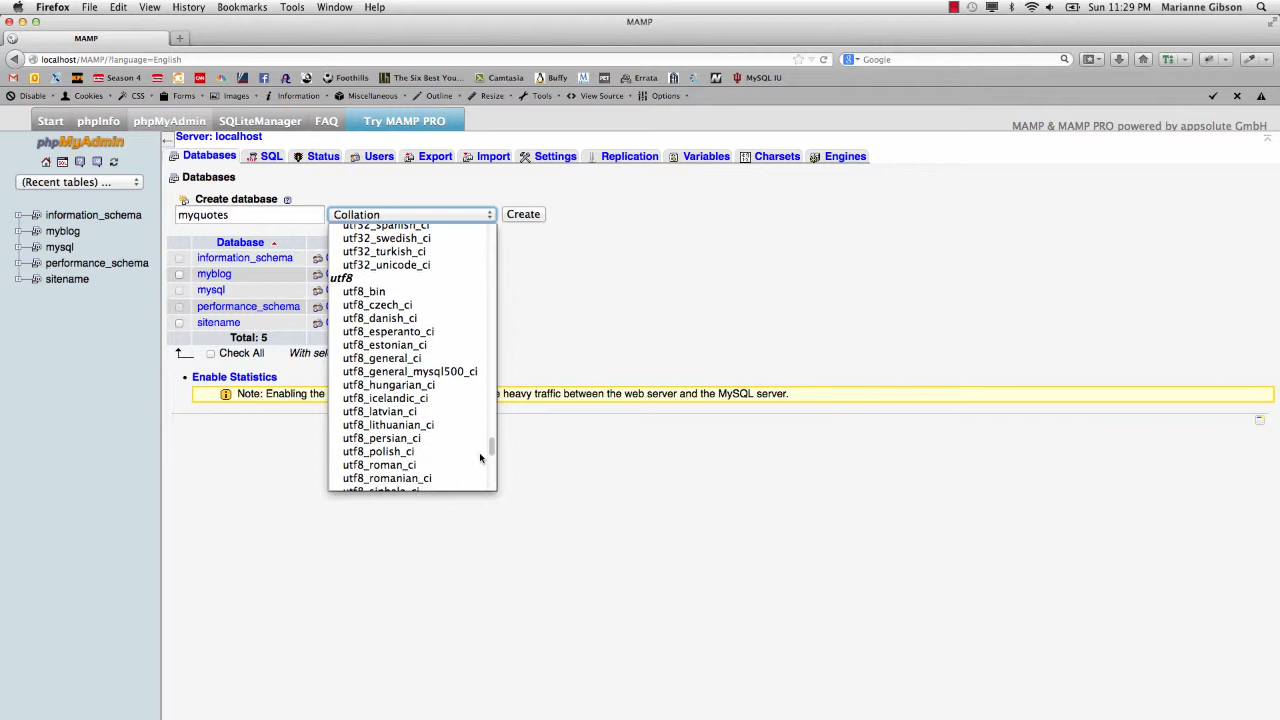 Firefox File Edit View History Bookmarks Tools Window Help Sun 11:29 PM Marianne Gibson
MAMP
MAMP
localhost/MAMP/?language=English Google
Season 4 Foothills The Six Best You... Camtasia Buffy Errata MySQL IU
Disable Cookies CSS Forms Images Information Miscellaneous Outline Resize Tools View Source Options
Start phpInfo phpMyAdmin SQLiteManager FAQ Try MAMP PRO MAMP & MAMP PRO powered by appsolute GmbH
phpMyAdmin
(Recent tables) ...
information_schema
myblog
mysql
performance_schema
sitename
Server: localhost
Databases SQL Status Users Export Import Settings Replication Variables Charsets Engines
Databases
Create database
myquotes Collation Create
Database
information_schema
myblog
mysql
performance_schema
sitename
Total: 5
Check All With sel
Enable Statistics
Note: Enabling the heavy traffic between the web server and the MySQL server.
utf32_spanish_ci
utf32_swedish_ci
utf32_turkish_ci
utf32_unicode_ci
utf8
utf8_bin
utf8_czech_ci
utf8_danish_ci
utf8_esperanto_ci
utf8_estonian_ci
utf8_general_ci
utf8_general_mysql500_ci
utf8_hungarian_ci
utf8_icelandic_ci
utf8_latvian_ci
utf8_lithuanian_ci
utf8_persian_ci
utf8_polish_ci
utf8_roman_ci
utf8_romanian_ci